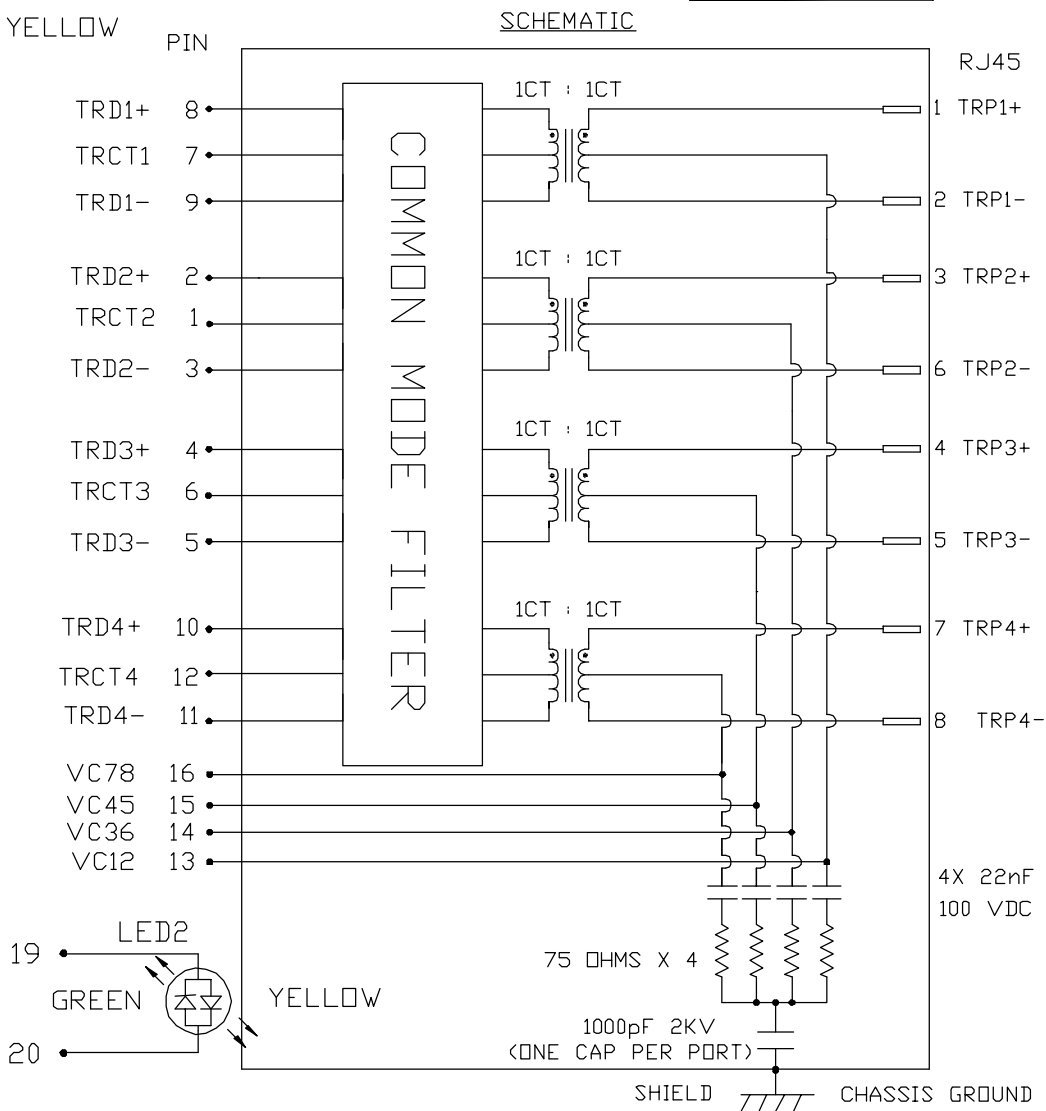 SCHEMATIC
YELLOW
PIN
RJ45
1CT : 1CT
TRD1+ 8
1 TRP1+
TRCT1 7
TRD1- 9
2 TRP1-
1CT : 1CT
TRD2+ 2
3 TRP2+
TRCT2 1
TRD2- 3
6 TRP2-
1CT : 1CT
TRD3+ 4
4 TRP3+
TRCT3 6
TRD3- 5
5 TRP3-
1CT : 1CT
TRD4+ 10
7 TRP4+
TRCT4 12
TRD4- 11
8 TRP4-
COMMON MODE FILTER
VC78 16
VC45 15
VC36 14
VC12 13
4X 22nF
100 VDC
LED2
19
75 OHMS X 4
GREEN
YELLOW
20
1000pF 2KV
(ONE CAP PER PORT)
SHIELD
CHASSIS GROUND